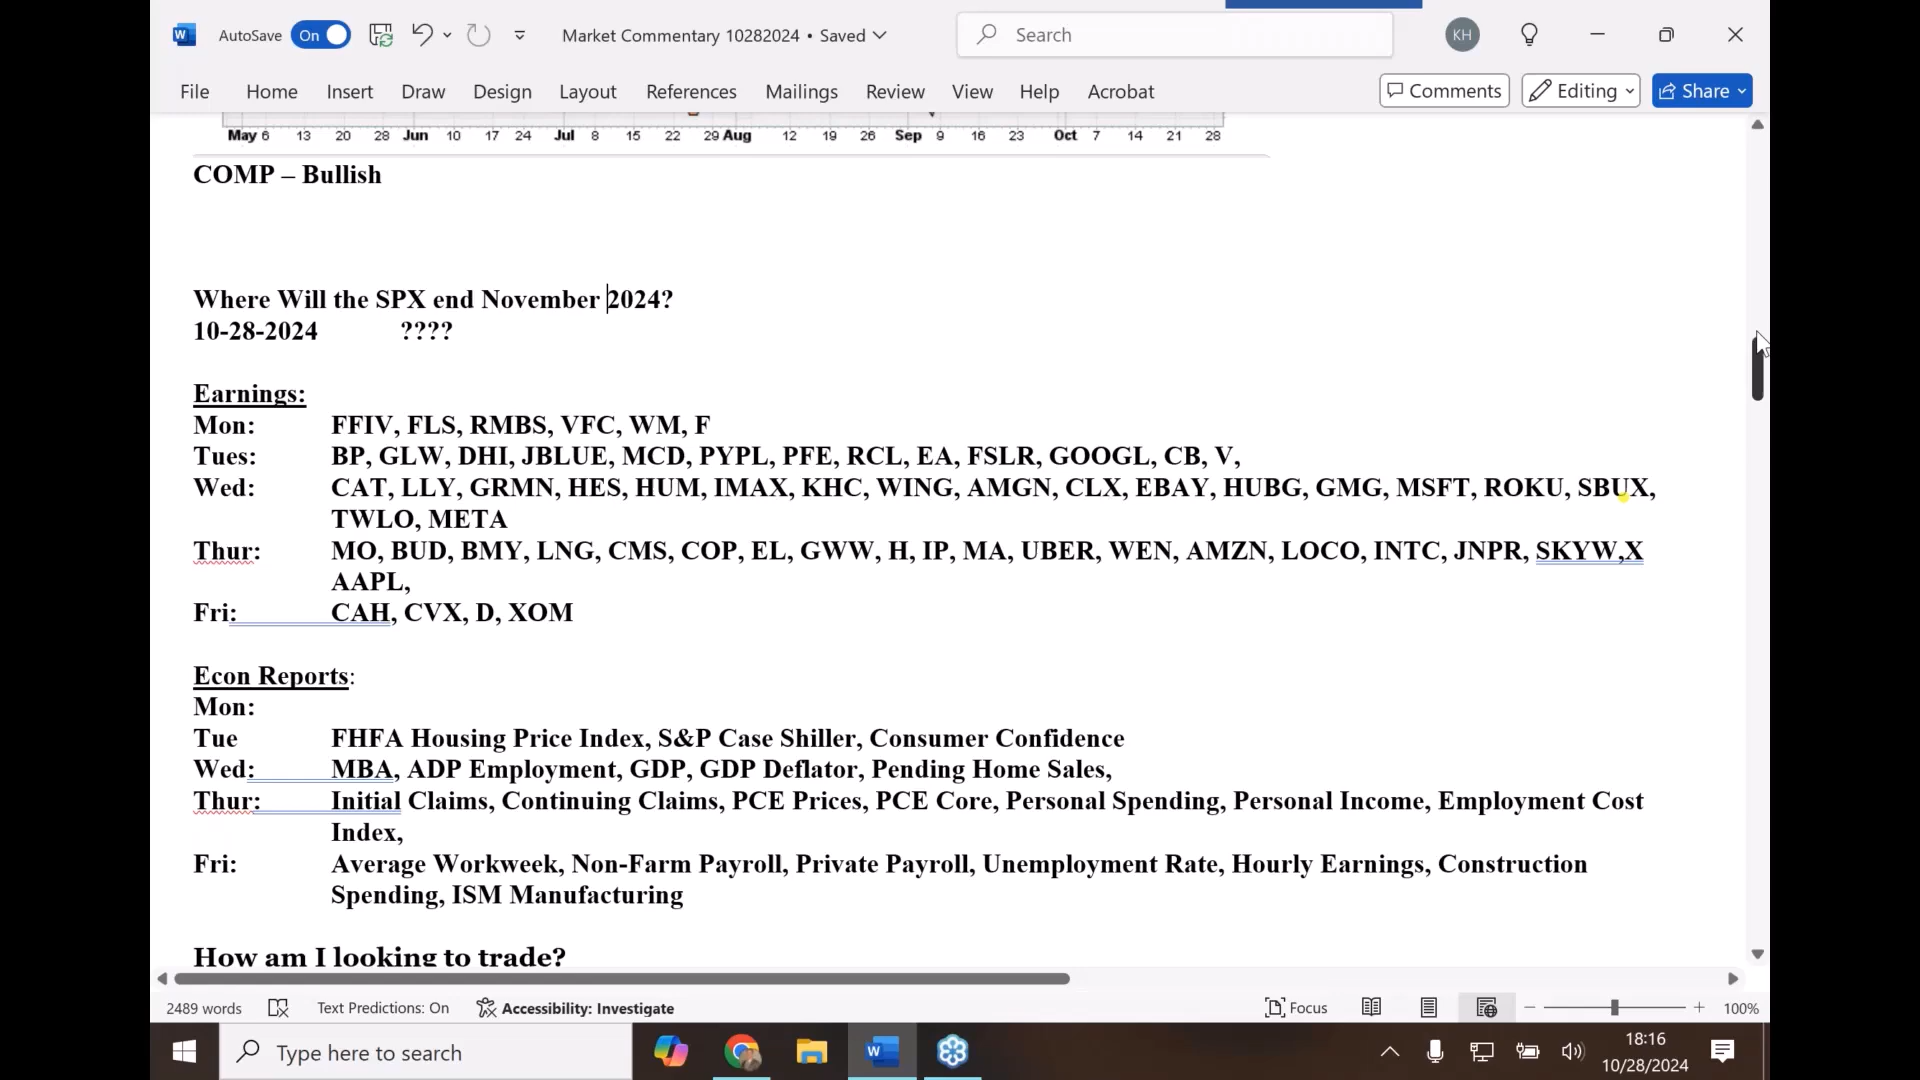 AutoSave On Market Commentary 10282024 • Saved Search KH
File Home Insert Draw Design Layout References Mailings Review View Help Acrobat Comments Editing Share
May 6 13 20 28 Jun 10 17 24 Jul 8 15 22 29 Aug 12 19 26 Sep 9 16 23 Oct 7 14 21 28
COMP – Bullish
Where Will the SPX end November 2024?
10-28-2024 ????
Earnings:
Mon: FFIV, FLS, RMBS, VFC, WM, F
Tues: BP, GLW, DHI, JBLUE, MCD, PYPL, PFE, RCL, EA, FSLR, GOOGL, CB, V,
Wed: CAT, LLY, GRMN, HES, HUM, IMAX, KHC, WING, AMGN, CLX, EBAY, HUBG, GMG, MSFT, ROKU, SBUX,
TWLO, META
Thur: MO, BUD, BMY, LNG, CMS, COP, EL, GWW, H, IP, MA, UBER, WEN, AMZN, LOCO, INTC, JNPR, SKYW,X
AAPL,
Fri: CAH, CVX, D, XOM
Econ Reports:
Mon:
Tue FHFA Housing Price Index, S&P Case Shiller, Consumer Confidence
Wed: MBA, ADP Employment, GDP, GDP Deflator, Pending Home Sales,
Thur: Initial Claims, Continuing Claims, PCE Prices, PCE Core, Personal Spending, Personal Income, Employment Cost
Index,
Fri: Average Workweek, Non-Farm Payroll, Private Payroll, Unemployment Rate, Hourly Earnings, Construction
Spending, ISM Manufacturing
How am I looking to trade?
2489 words Text Predictions: On Accessibility: Investigate Focus 100%
Type here to search 18:16
10/28/2024